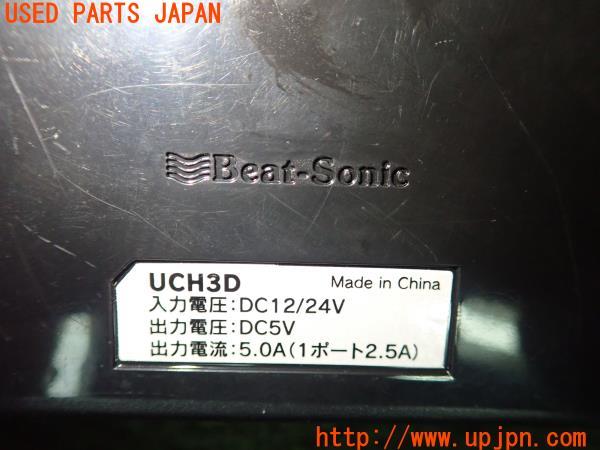 USED PARTS JAPAN
Beat-Sonic
UCH3D Made in China
入力電圧:DC12/24V
出力電圧:DC5V
出力電流:5.0A(1ポート2.5A)
http://www.upjpn.com